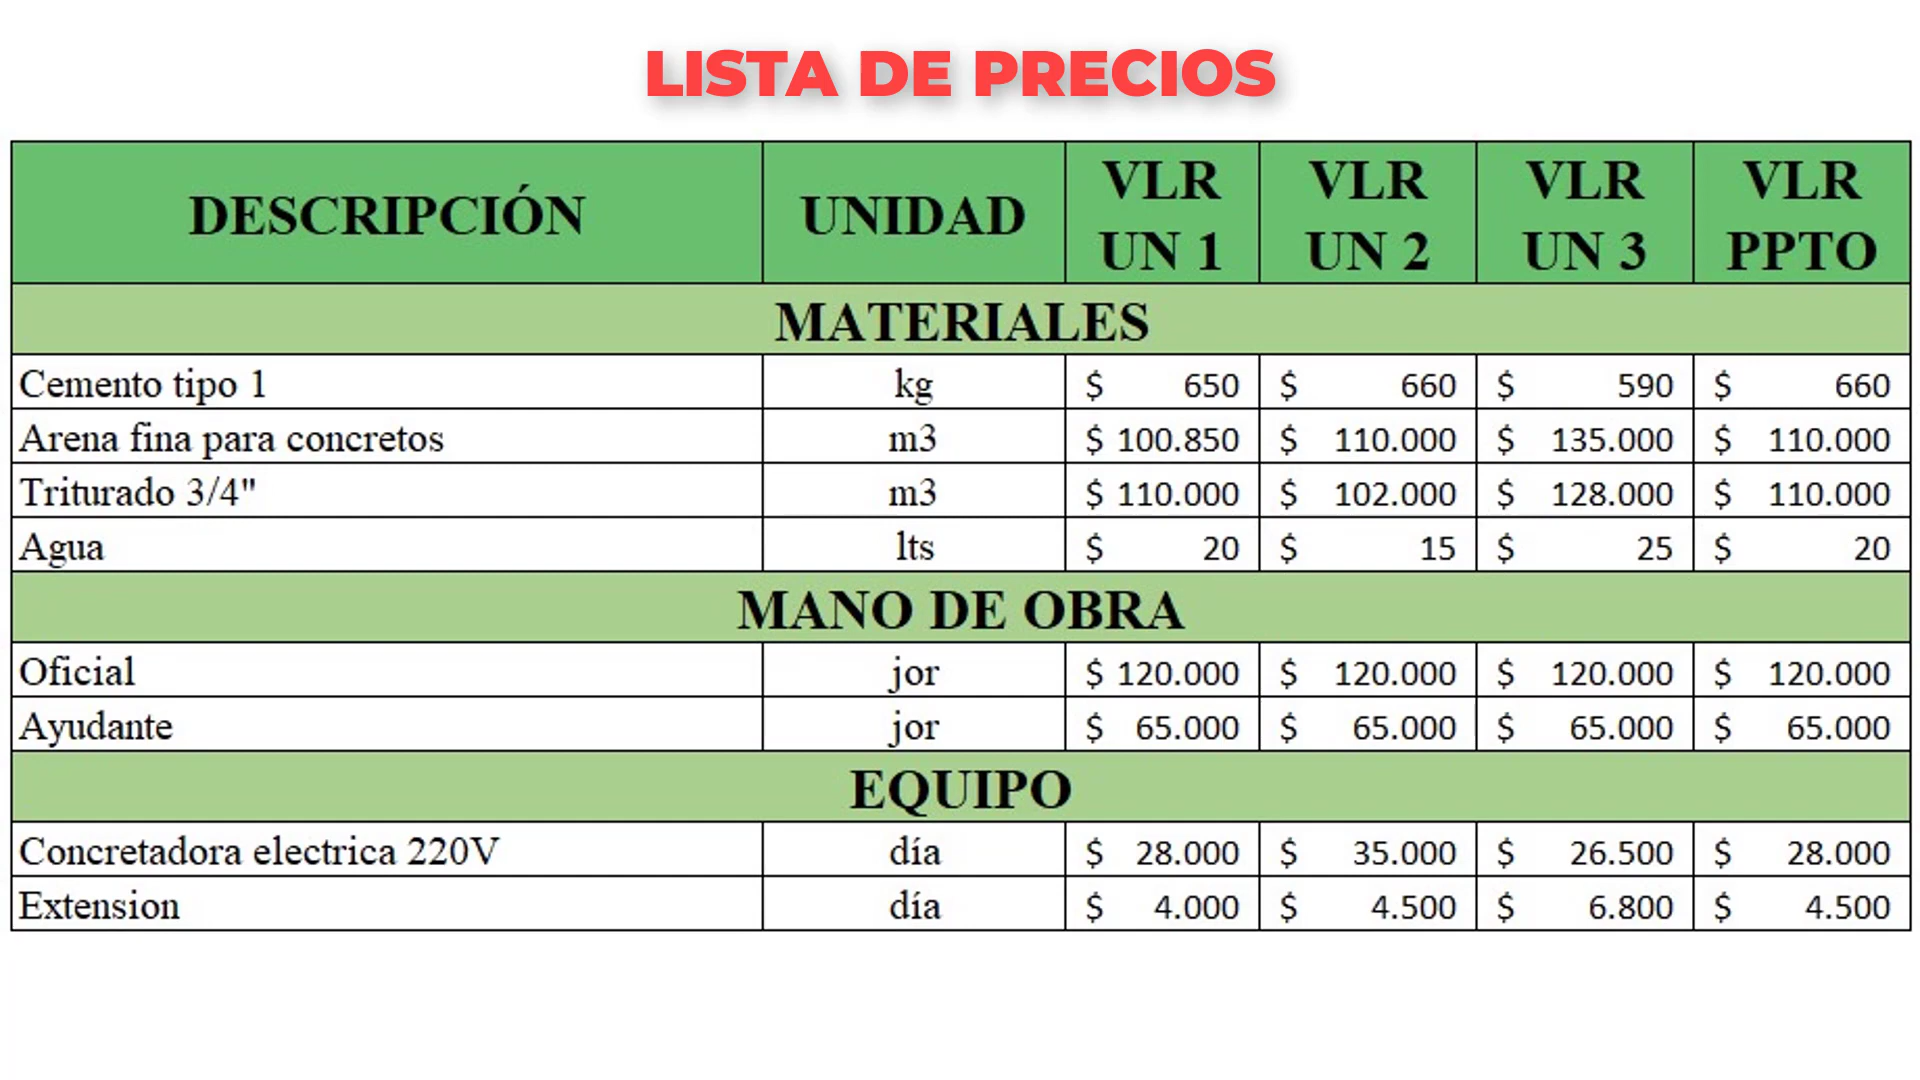 LISTA DE PRECIOS
DESCRIPCIÓN UNIDAD VLR UN 1 VLR UN 2 VLR UN 3 VLR PPTO
MATERIALES
Cemento tipo 1 kg $ 650 $ 660 $ 590 $ 660
Arena fina para concretos m3 $ 100.850 $ 110.000 $ 135.000 $ 110.000
Triturado 3/4" m3 $ 110.000 $ 102.000 $ 128.000 $ 110.000
Agua lts $ 20 $ 15 $ 25 $ 20
MANO DE OBRA
Oficial jor $ 120.000 $ 120.000 $ 120.000 $ 120.000
Ayudante jor $ 65.000 $ 65.000 $ 65.000 $ 65.000
EQUIPO
Concretadora electrica 220V día $ 28.000 $ 35.000 $ 26.500 $ 28.000
Extension día $ 4.000 $ 4.500 $ 6.800 $ 4.500